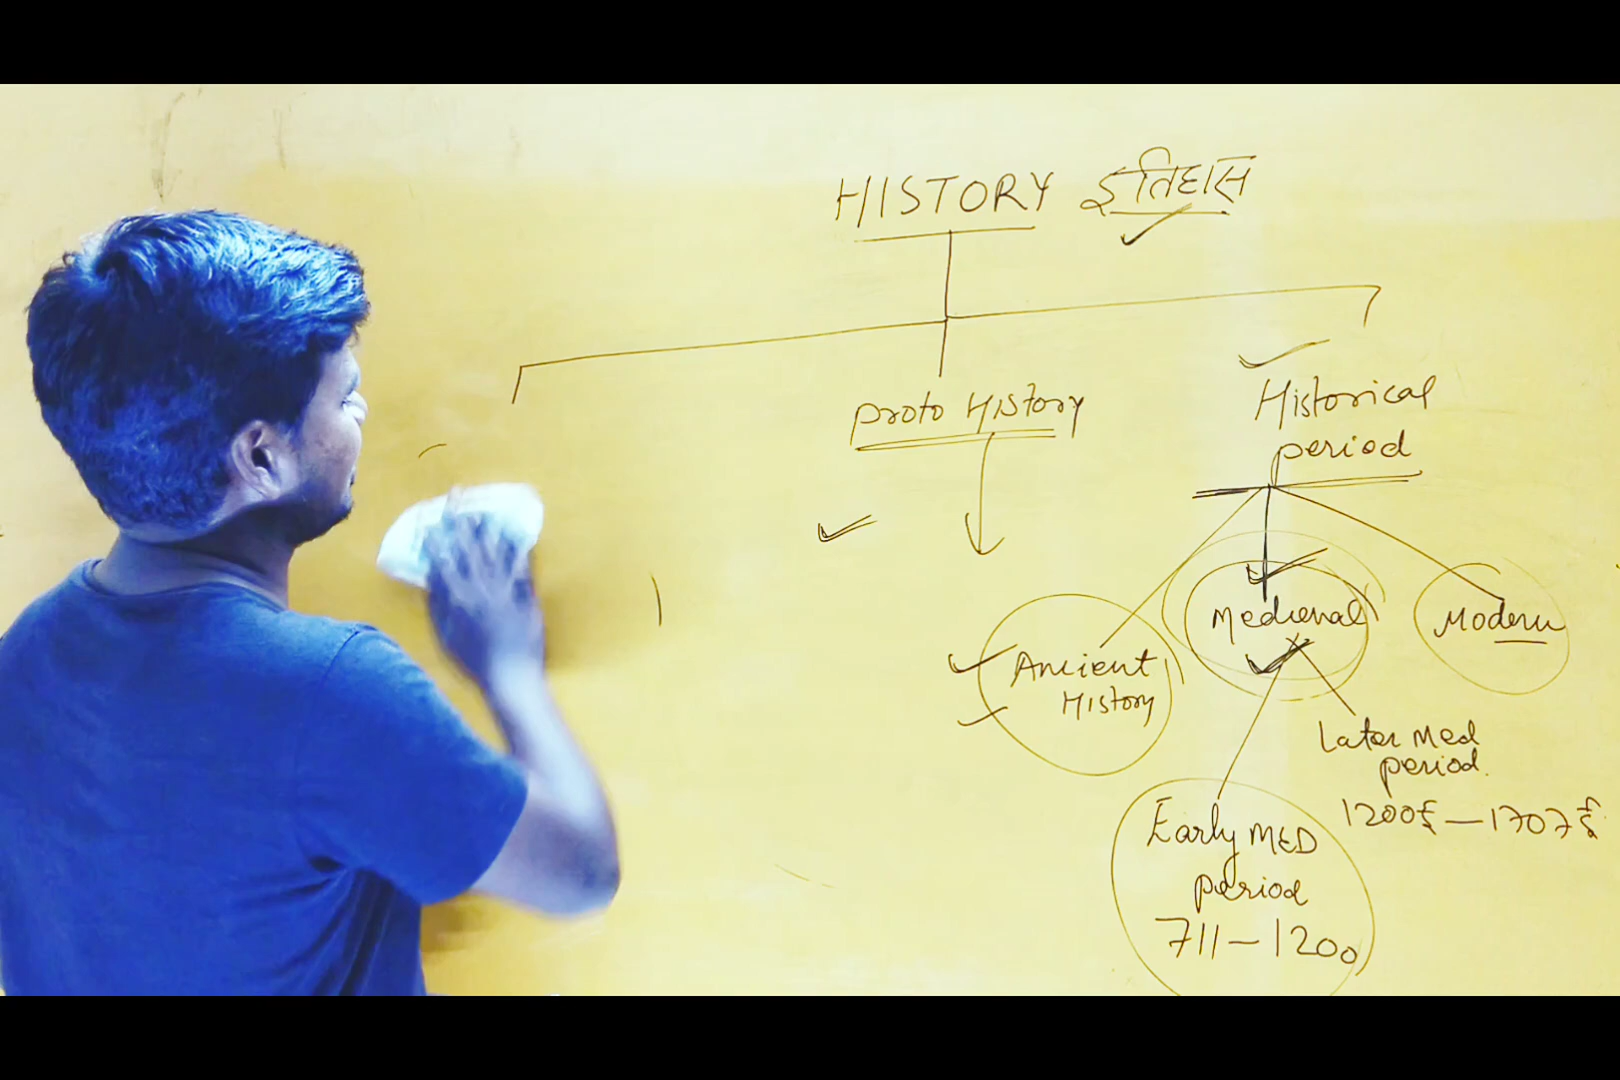 HISTORY इतिहास
Proto HIStory
Historical
period
Ancient
HIStory
Medieval
Modern
Later Med
period.
1200ई – 1707ई
Early MED
period
711 – 1200